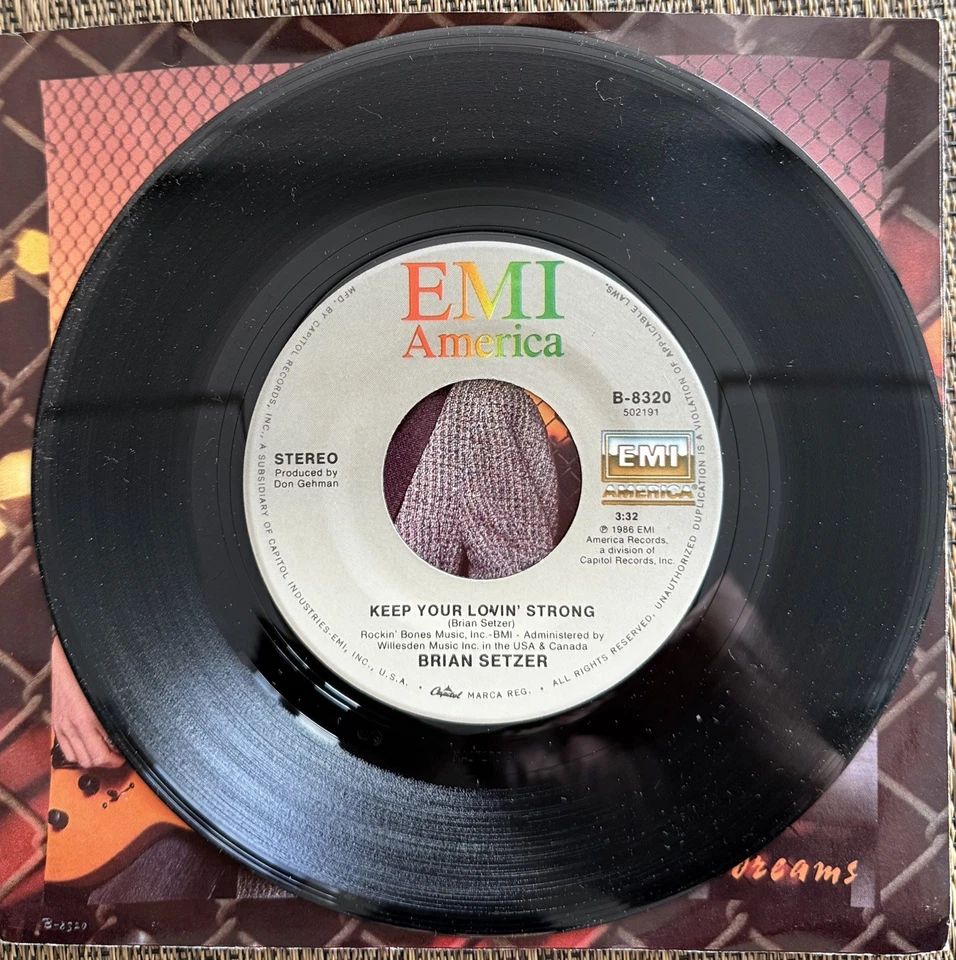 EMI
America
B-8320
502191
EMI
AMERICA
STEREO
Produced by
Don Gehman
3:32
℗ 1986 EMI
America Records,
a division of
Capitol Records, Inc.
KEEP YOUR LOVIN' STRONG
(Brian Setzer)
Rockin' Bones Music, Inc.-BMI - Administered by
Willesden Music Inc. in the USA & Canada
BRIAN SETZER
MFD. BY CAPITOL RECORDS, INC., A SUBSIDIARY OF CAPITOL INDUSTRIES-EMI, INC., U.S.A. • Capitol MARCA REG. • ALL RIGHTS RESERVED. UNAUTHORIZED DUPLICATION IS A VIOLATION OF APPLICABLE LAWS.
Dreams
B-8320